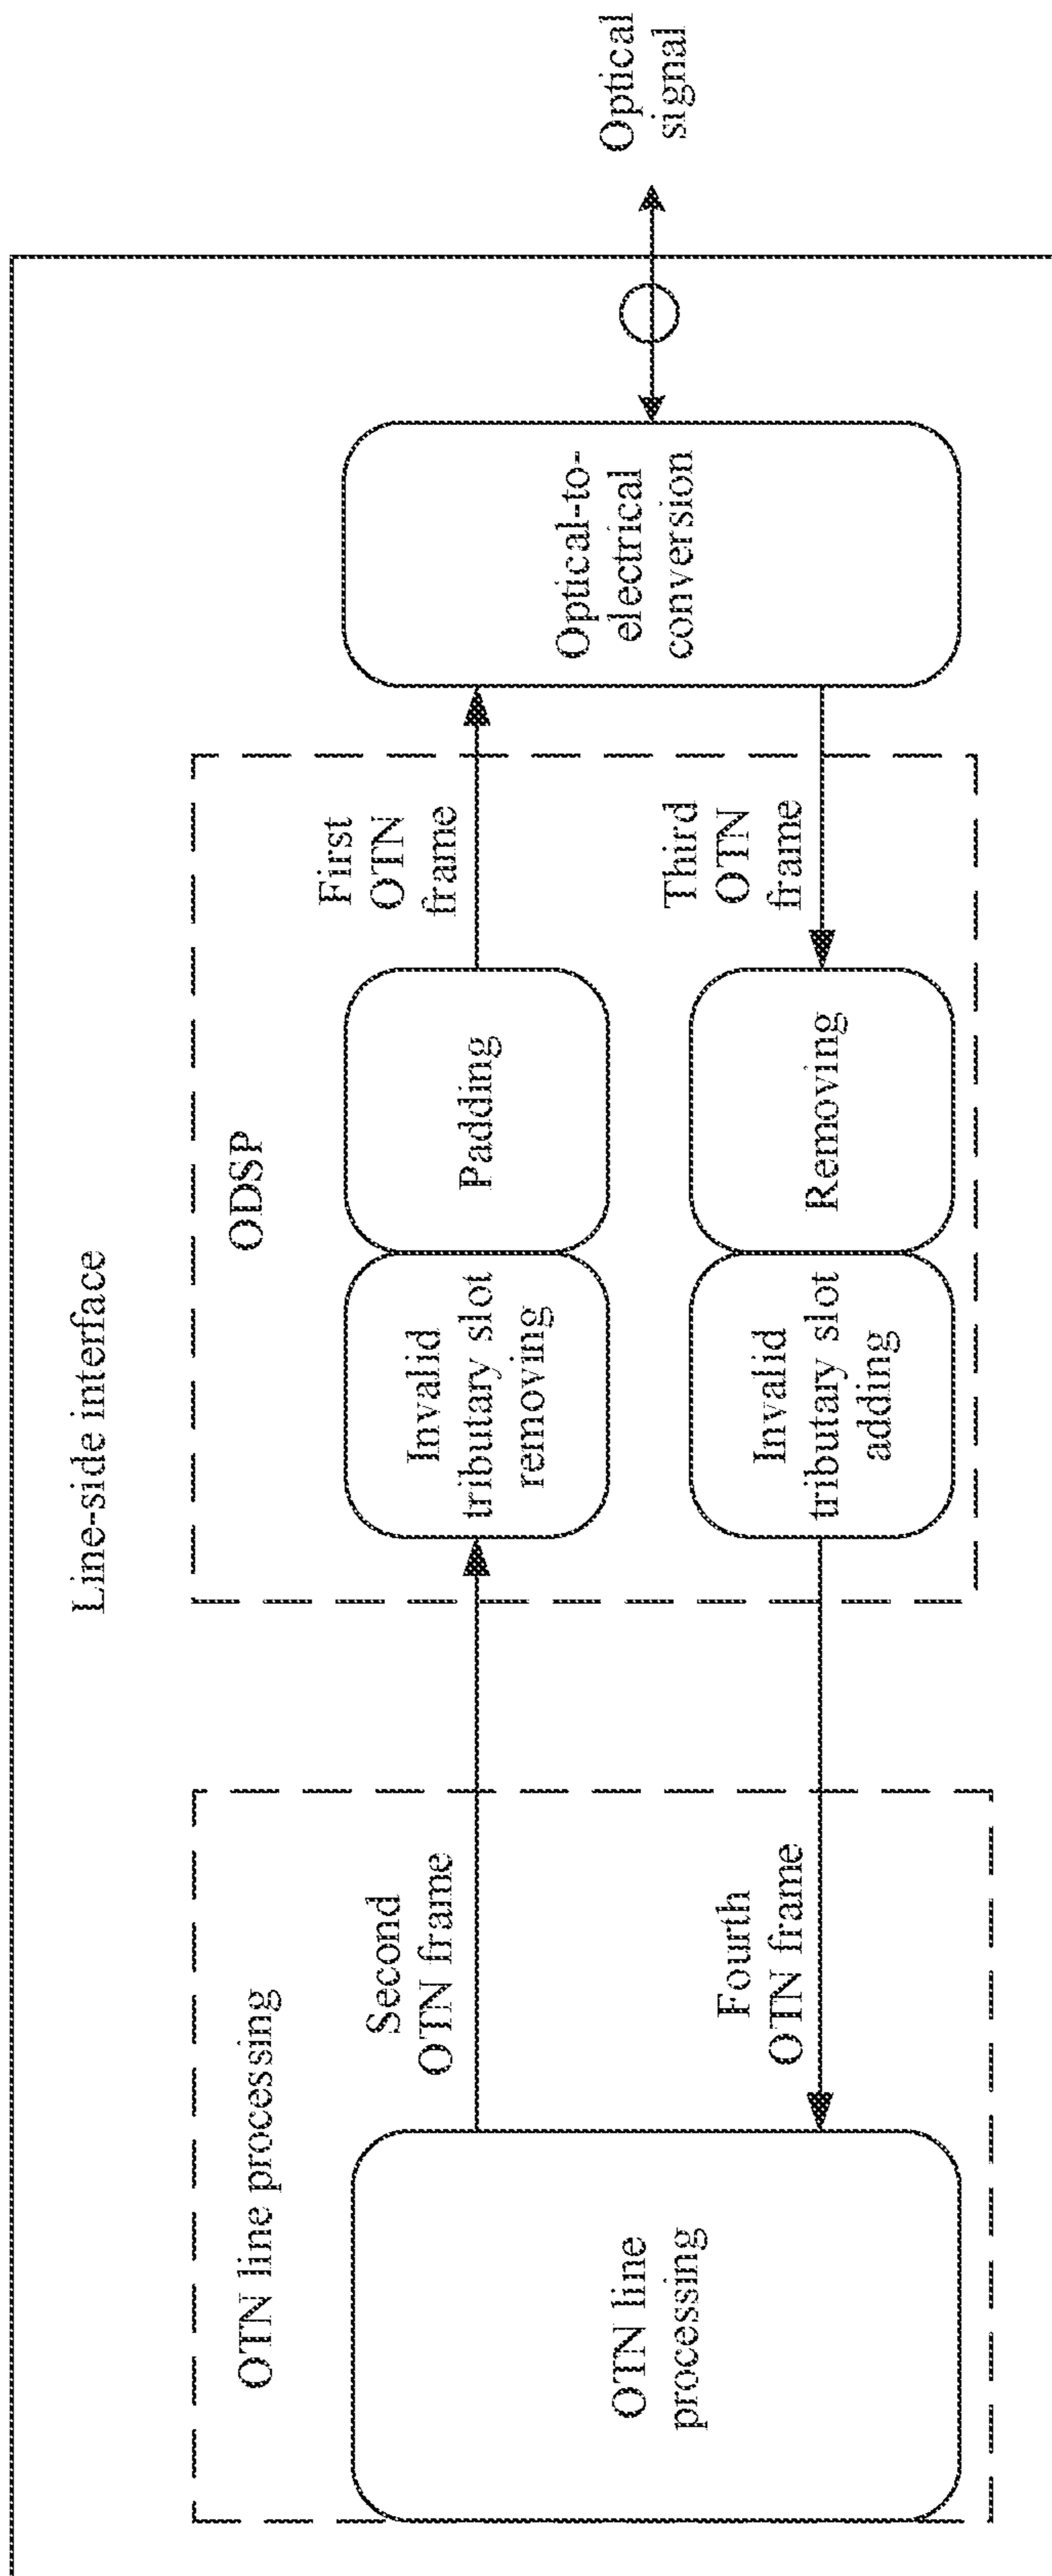 Line-side interface
OTN line processing
OTN line
processing
Second
OTN frame
Fourth
OTN frame
ODSP
Invalid
tributary slot
removing
Padding
Invalid
tributary slot
adding
Removing
First
OTN
frame
Third
OTN
frame
Optical-to-
electrical
conversion
Optical
signal